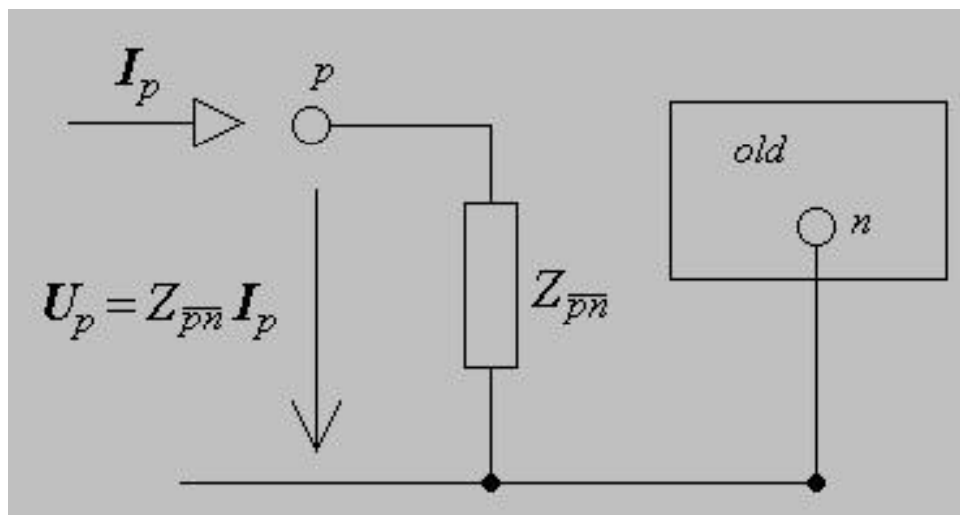 I_p
p
old
n
U_p = Z_{\overline{pn}} I_p
Z_{\overline{pn}}